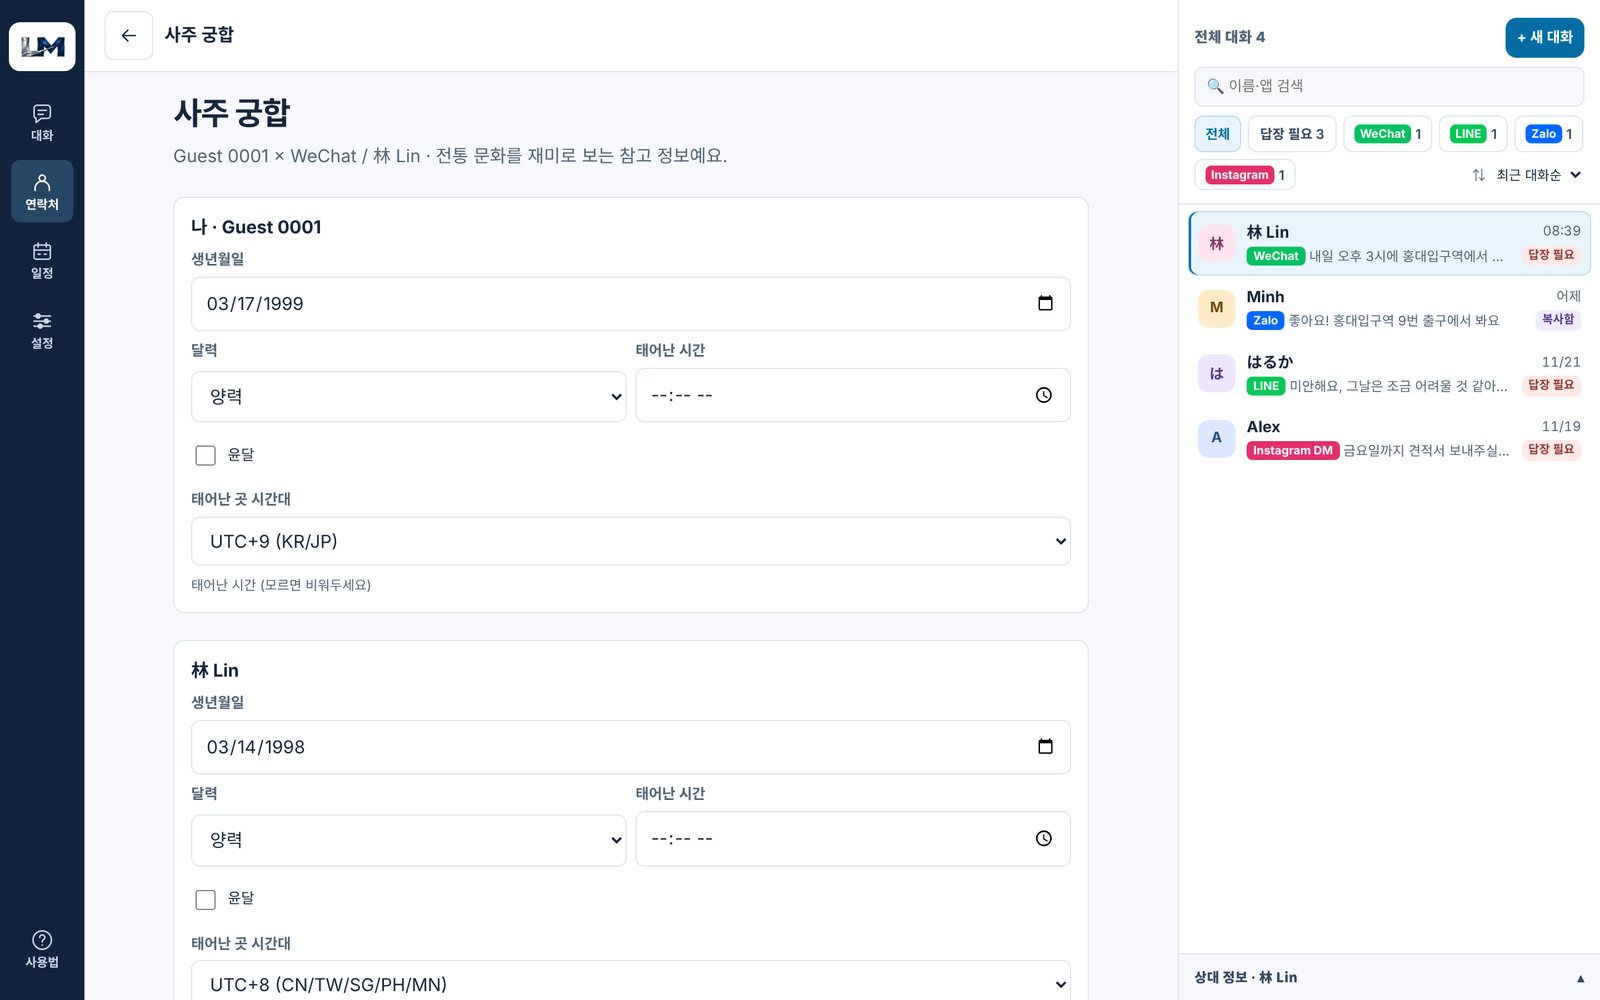 LM
대화
연락처
일정
설정
사용법
← 사주 궁합
사주 궁합
Guest 0001 × WeChat / 林 Lin · 전통 문화를 재미로 보는 참고 정보예요.
나 · Guest 0001
생년월일
03/17/1999
달력
태어난 시간
양력
--:-- --
윤달
태어난 곳 시간대
UTC+9 (KR/JP)
태어난 시간 (모르면 비워두세요)
林 Lin
생년월일
03/14/1998
달력
태어난 시간
양력
--:-- --
윤달
태어난 곳 시간대
UTC+8 (CN/TW/SG/PH/MN)
전체 대화 4
+ 새 대화
이름·앱 검색
전체
답장 필요 3
WeChat 1
LINE 1
Zalo 1
Instagram 1
최근 대화순
林
林 Lin
08:39
WeChat 내일 오후 3시에 홍대입구역에서 ...
답장 필요
M
Minh
어제
Zalo 좋아요! 홍대입구역 9번 출구에서 봐요
복사함
は
はるか
11/21
LINE 미안해요, 그날은 조금 어려울 것 같아...
답장 필요
A
Alex
11/19
Instagram DM 금요일까지 견적서 보내주실...
답장 필요
상대 정보 · 林 Lin ▲